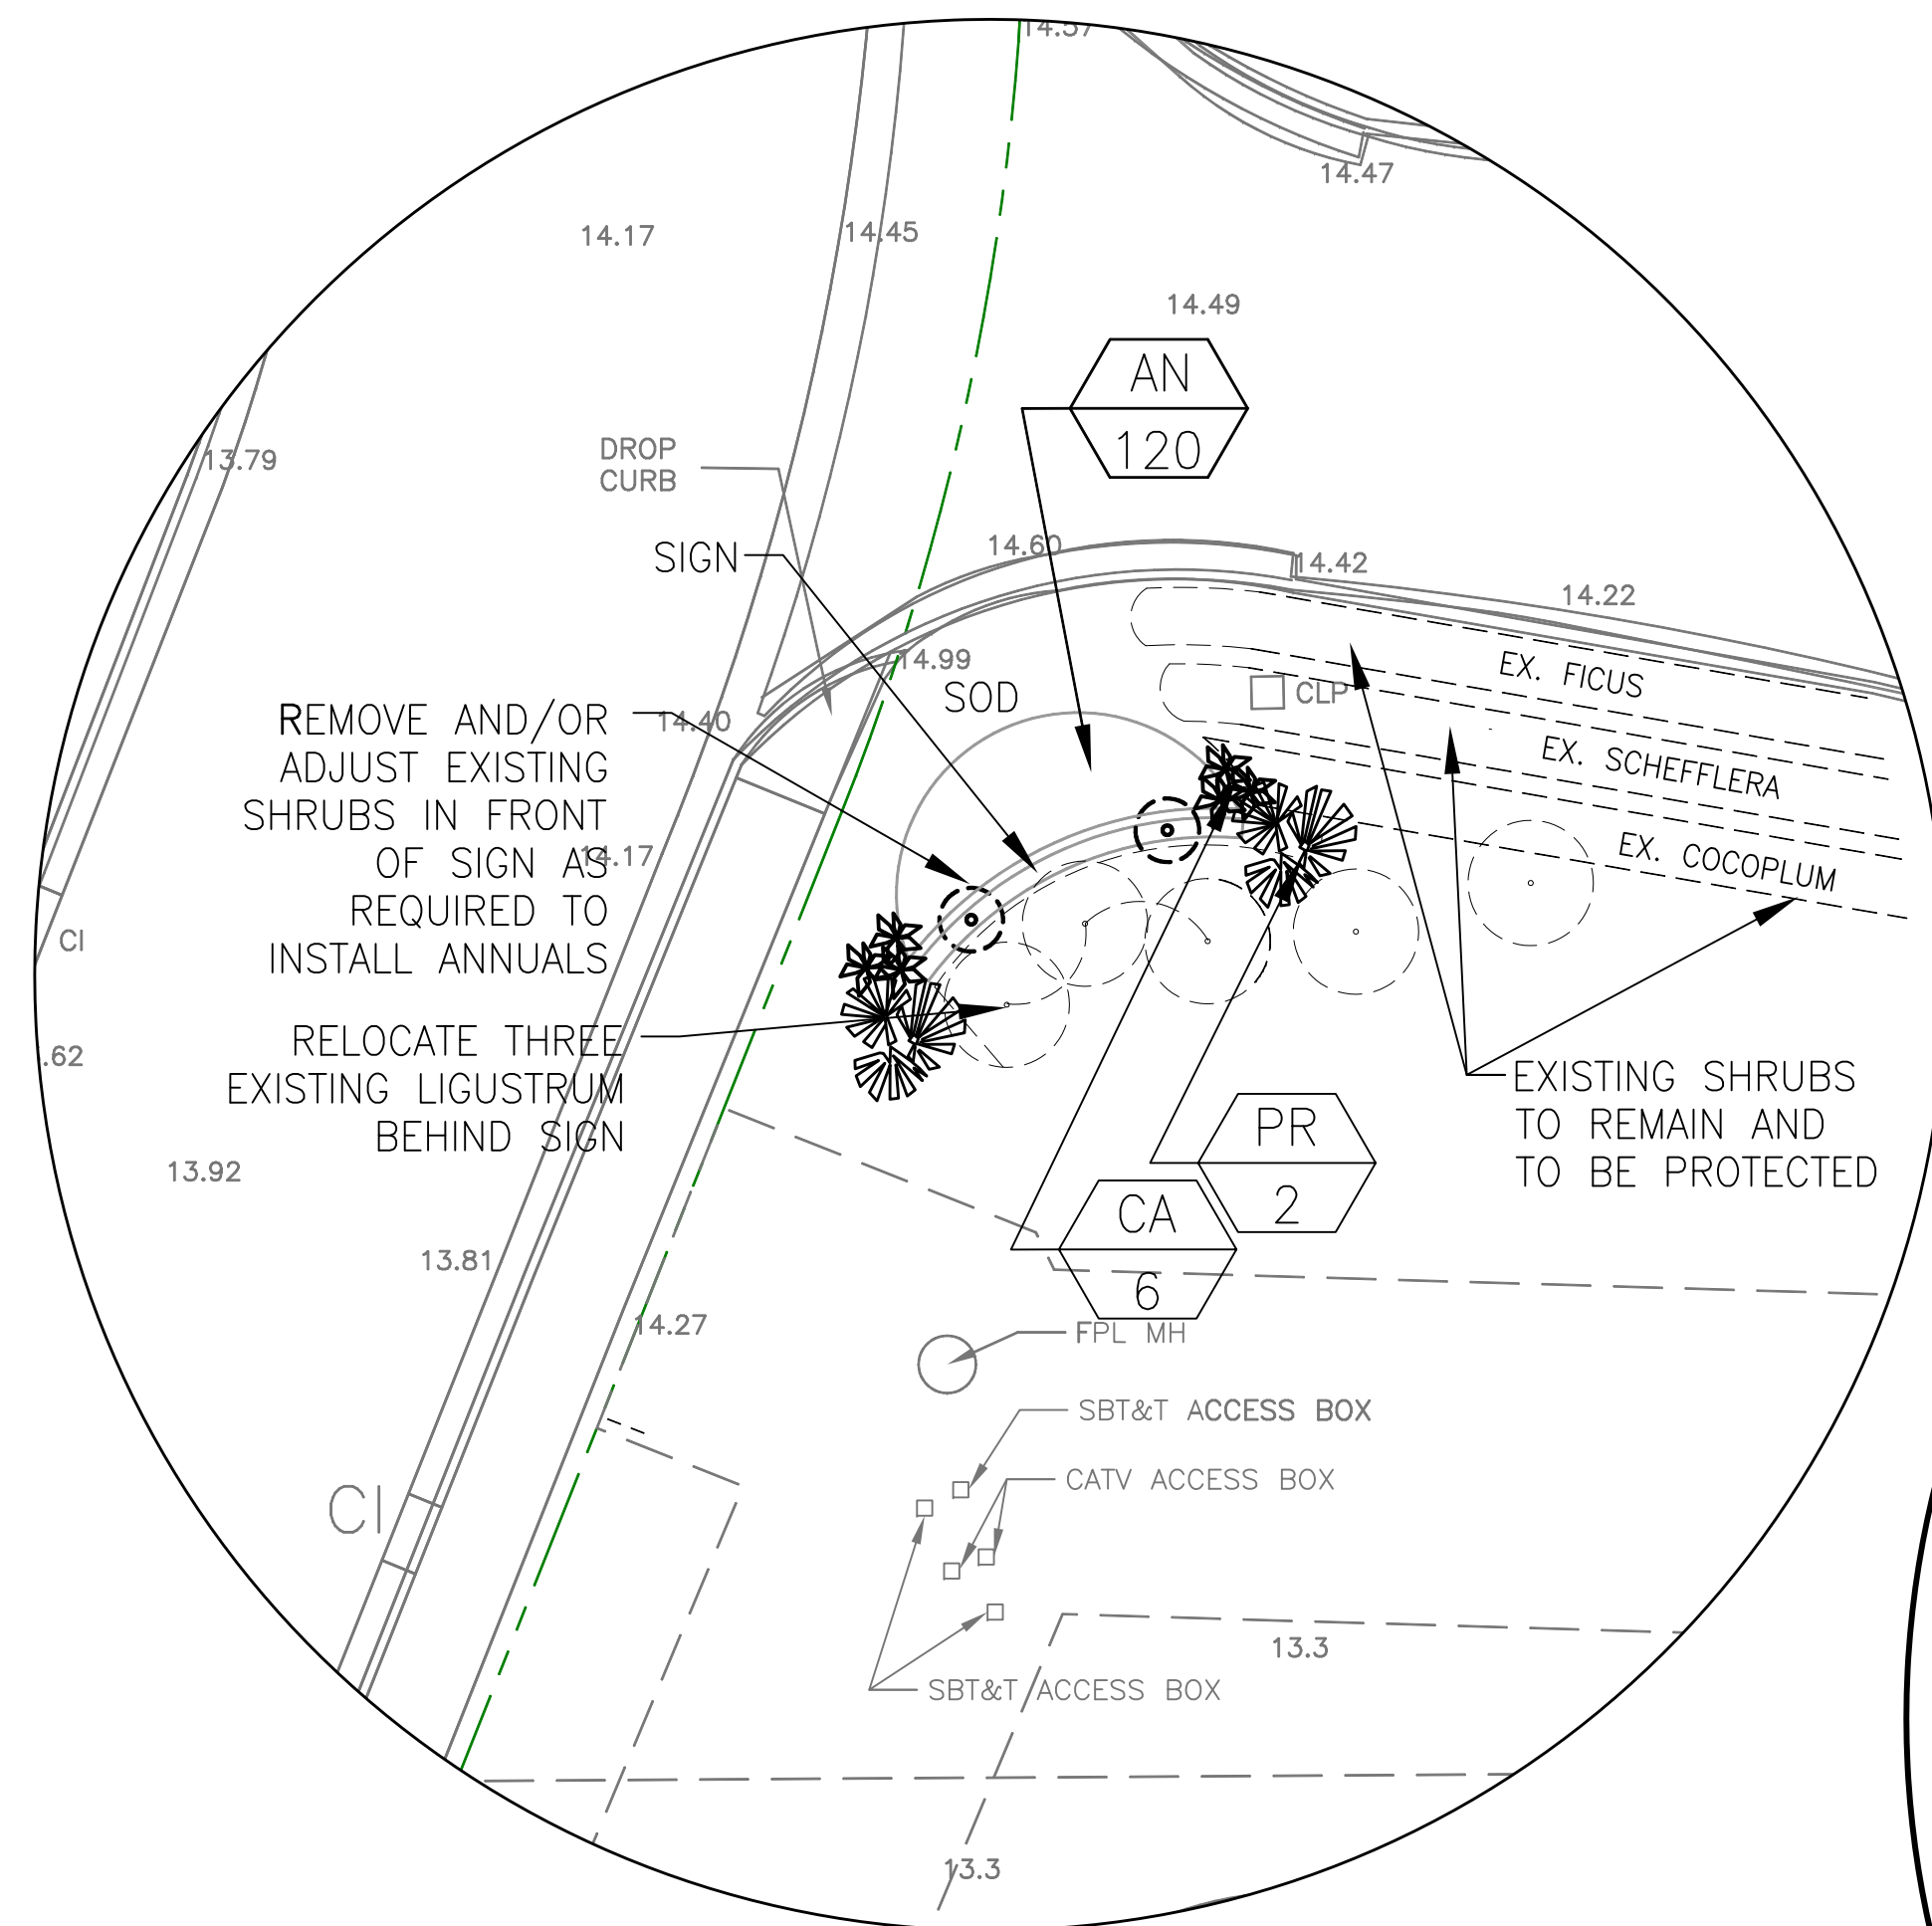 14.57
14.47
14.17
14.45
14.49
AN
120
13.79
DROP
CURB
SIGN
14.60
14.42
14.22
14.99
EX. FICUS
SOD
CLP
14.40
REMOVE AND/OR
ADJUST EXISTING
SHRUBS IN FRONT
OF SIGN AS
REQUIRED TO
INSTALL ANNUALS
14.17
EX. SCHEFFLERA
EX. COCOPLUM
CI
.62
RELOCATE THREE
EXISTING LIGUSTRUM
BEHIND SIGN
EXISTING SHRUBS
TO REMAIN AND
TO BE PROTECTED
PR
2
CA
6
13.92
13.81
14.27
FPL MH
SBT&T ACCESS BOX
CATV ACCESS BOX
CI
13.3
SBT&T ACCESS BOX
13.3